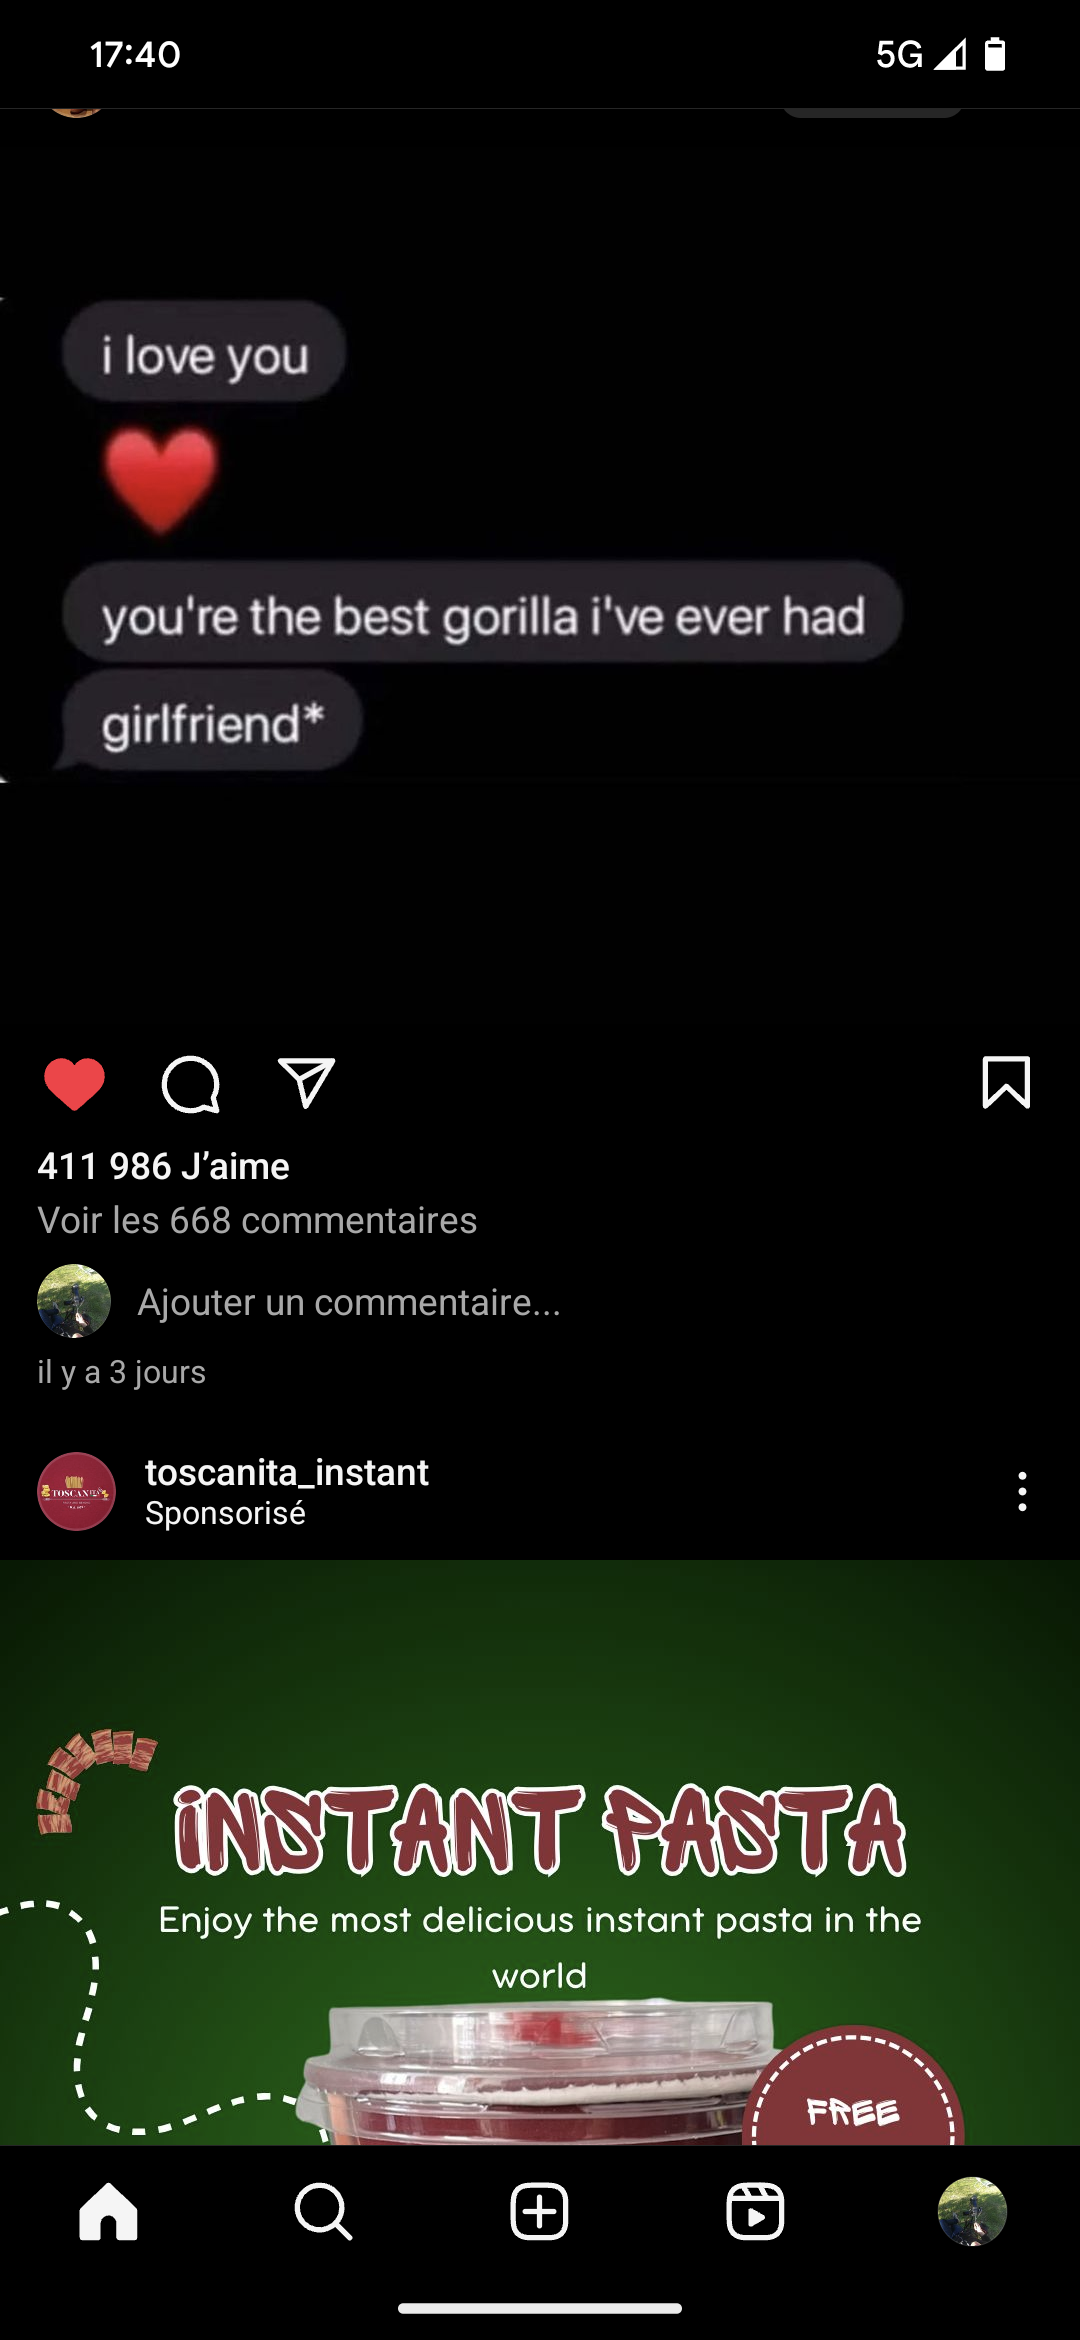 17:40
5G
i love you
you're the best gorilla i've ever had
girlfriend*
411 986 J’aime
Voir les 668 commentaires
Ajouter un commentaire...
il y a 3 jours
TOSCANITA
toscanita_instant
Sponsorisé
iNSTANT PASTA
Enjoy the most delicious instant pasta in the
world
FREE